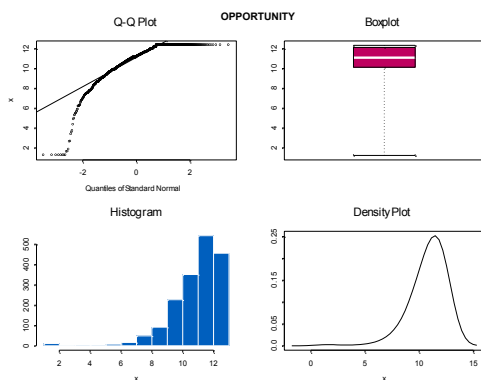 OPPORTUNITY
Q-Q Plot
x
2 4 6 8 10 12
-2 0 2
Quantiles of Standard Normal
Boxplot
2 4 6 8 10 12
Histogram
0 100 200 300 400 500
2 4 6 8 10 12
x
Density Plot
0.0 0.05 0.15 0.25
0 5 10 15
x